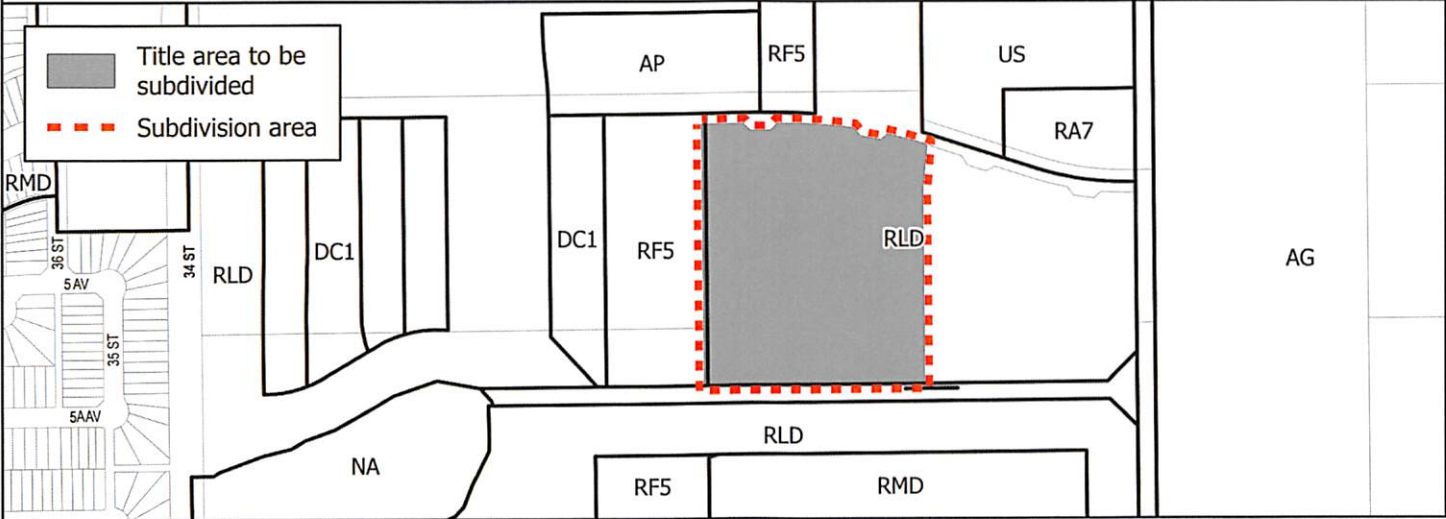 Title area to be
subdivided
Subdivision area
AP
RF5
US
RA7
RMD
36 ST
34 ST
DC1
DC1
RF5
RLD
RLD
AG
5 AV
35 ST
5AAV
RLD
NA
RF5
RMD